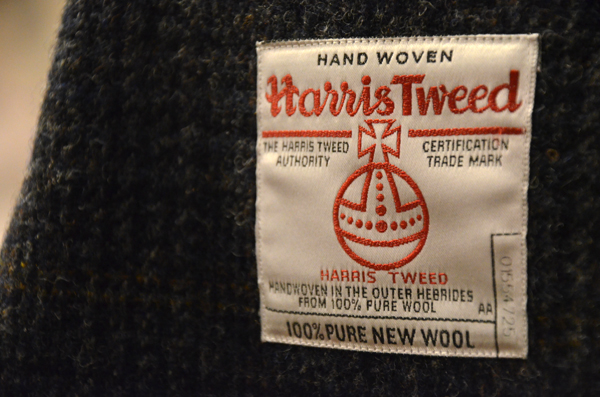 HAND WOVEN
Harris Tweed
THE HARRIS TWEED
AUTHORITY
CERTIFICATION
TRADE MARK
HARRIS TWEED
HANDWOVEN IN THE OUTER HEBRIDES
FROM 100% PURE WOOL
AA
100% PURE NEW WOOL